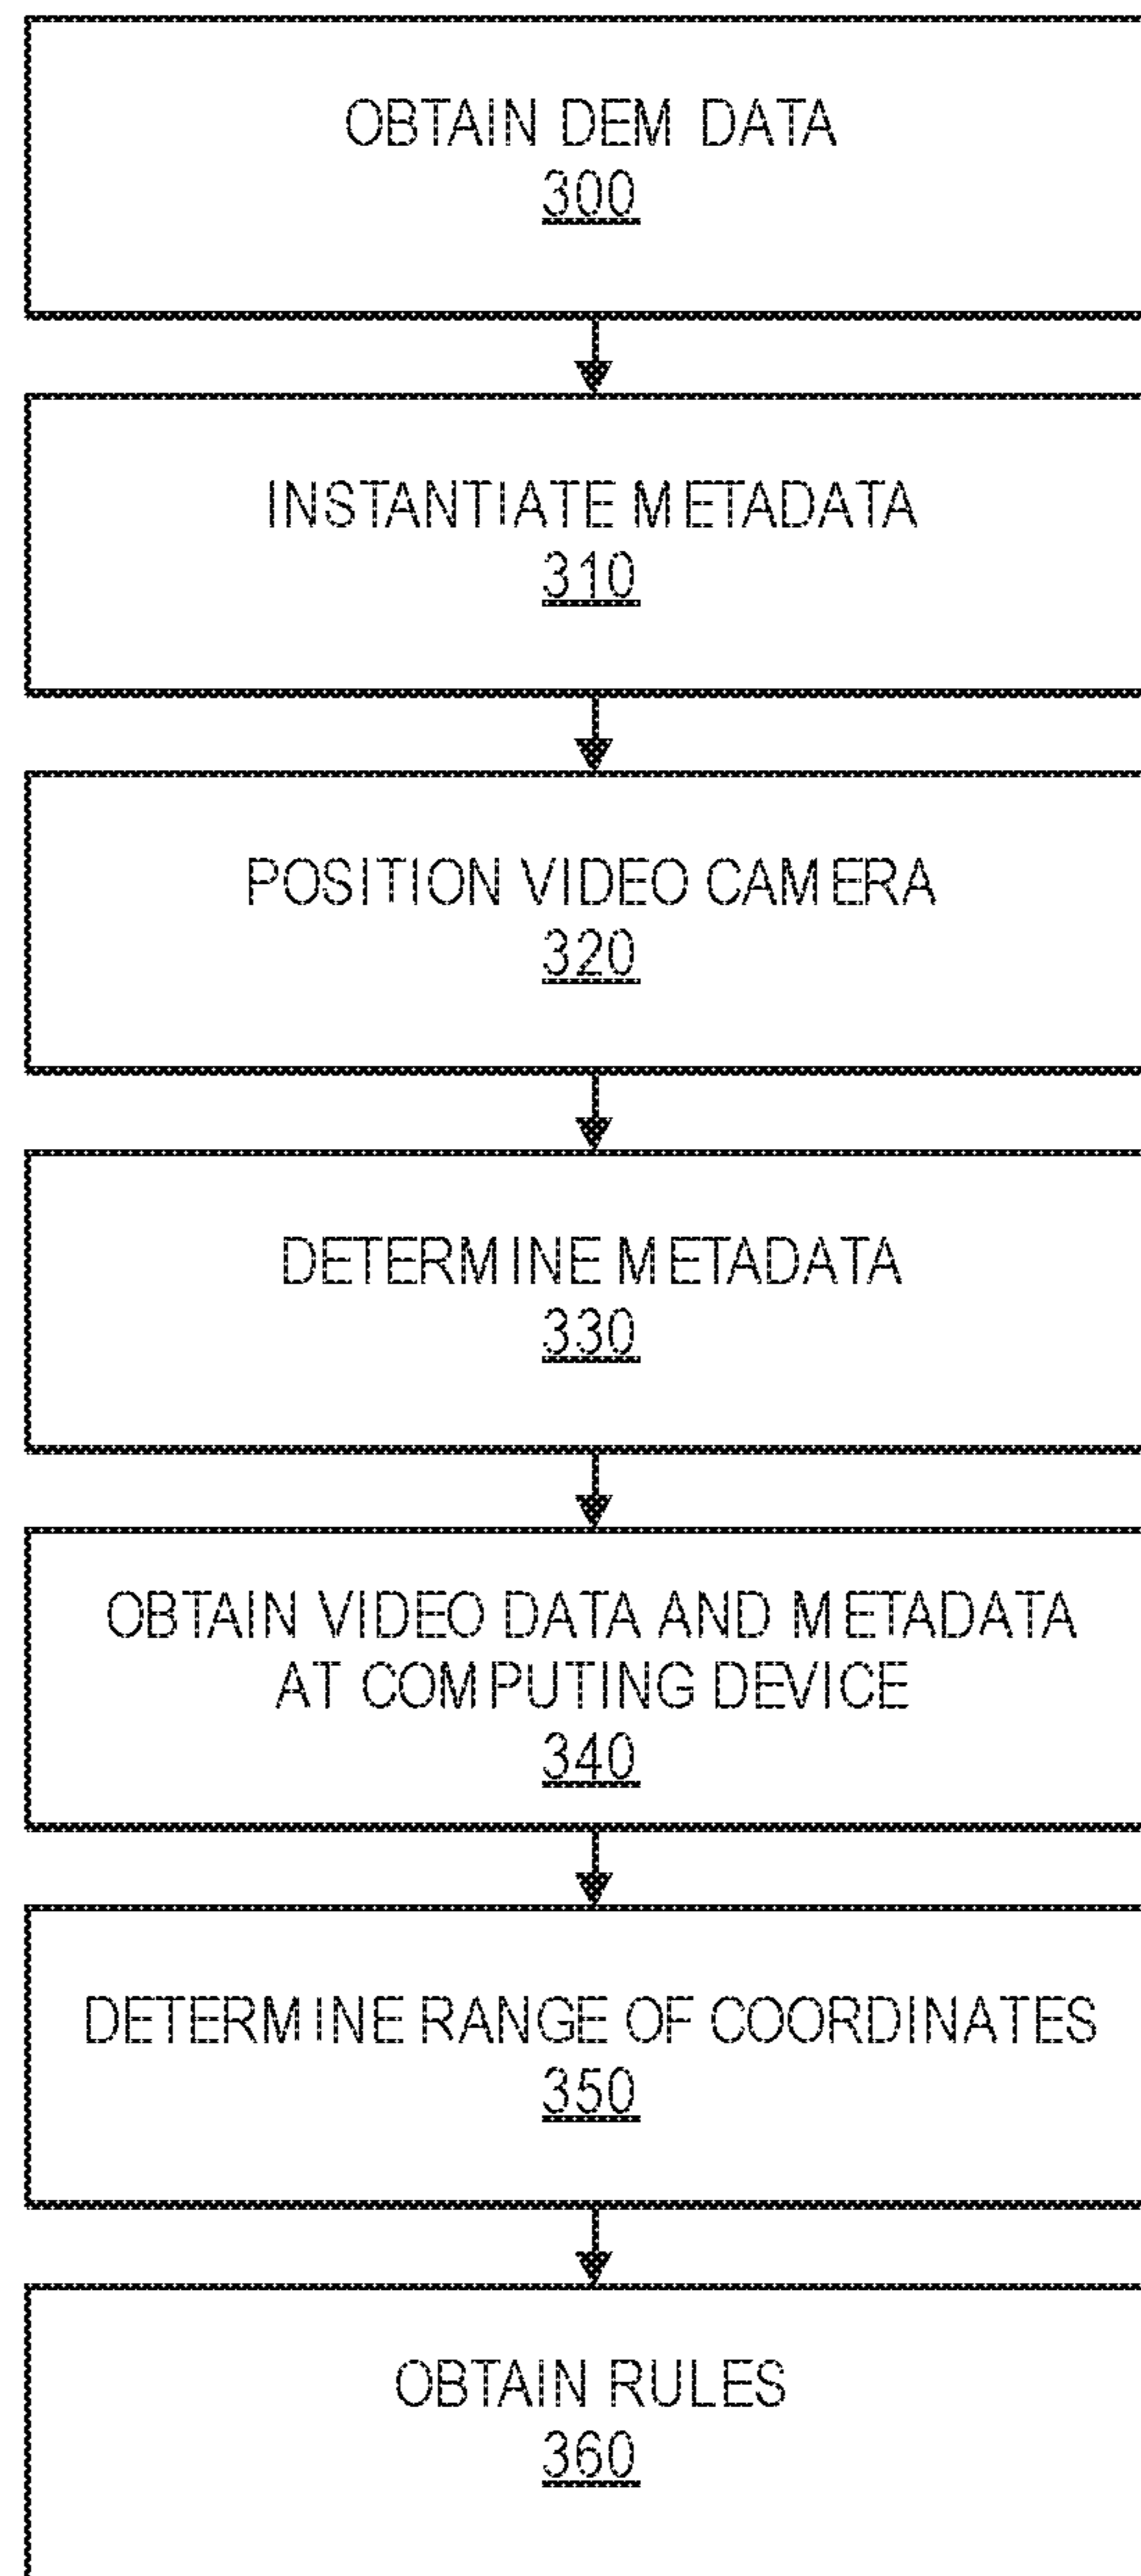 OBTAIN DEM DATA
300
INSTANTIATE METADATA
310
POSITION VIDEO CAMERA
320
DETERMINE METADATA
330
OBTAIN VIDEO DATA AND METADATA
AT COMPUTING DEVICE
340
DETERMINE RANGE OF COORDINATES
350
OBTAIN RULES
360